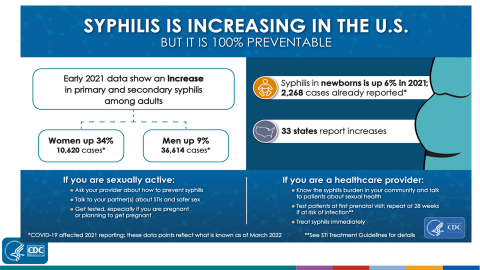 SYPHILIS IS INCREASING IN THE U.S.
BUT IT IS 100% PREVENTABLE
Early 2021 data show an increase
in primary and secondary syphilis
among adults
Women up 34%
10,620 cases*
Men up 9%
36,614 cases*
Syphilis in newborns is up 6% in 2021;
2,268 cases already reported*
33 states report increases
If you are sexually active:
Ask your provider about how to prevent syphilis
Talk to your partner(s) about STIs and safer sex
Get tested, especially if you are pregnant
or planning to get pregnant
If you are a healthcare provider:
Know the syphilis burden in your community and talk
to patients about sexual health
Test patients at first prenatal visit; repeat at 28 weeks
if at risk of infection**
Treat syphilis immediately
*COVID-19 affected 2021 reporting; these data points reflect what is known as of March 2022
**See STI Treatment Guidelines for details
CDC
CDC